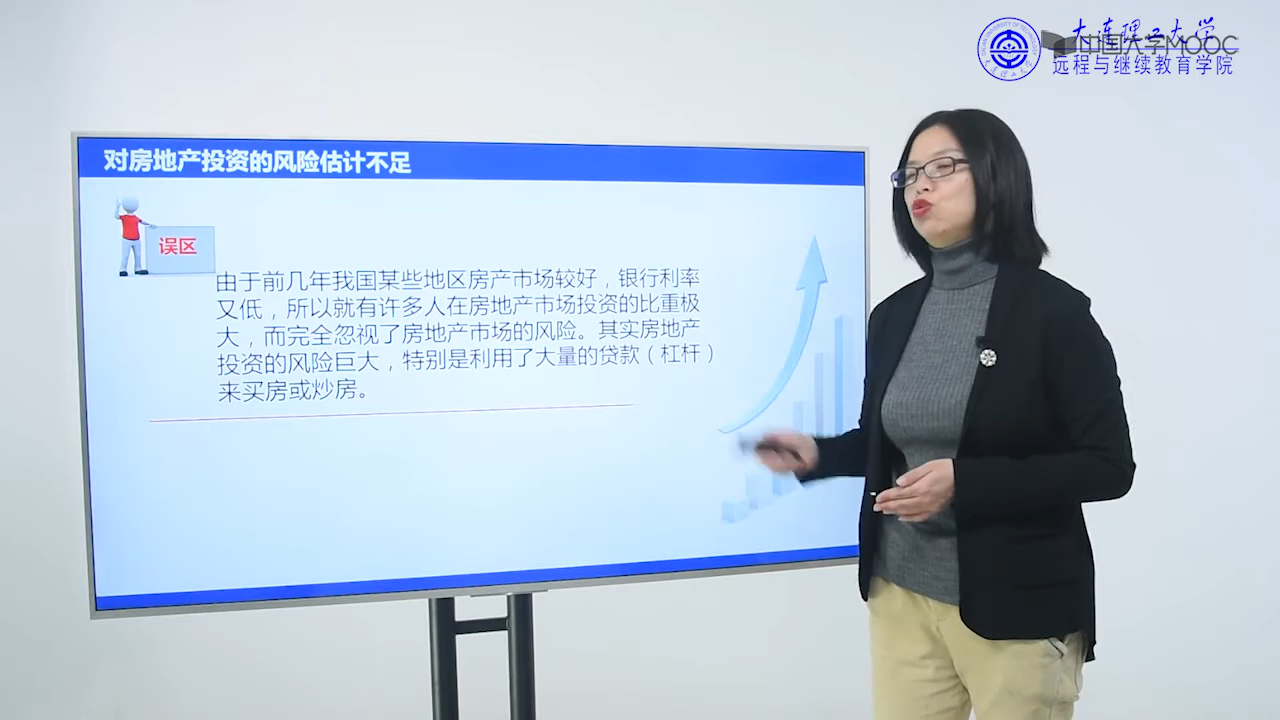 大连理工大学
中国大学MOOC
远程与继续教育学院
对房地产投资的风险估计不足
误区
由于前几年我国某些地区房产市场较好，银行利率
又低，所以就有许多人在房地产市场投资的比重极
大，而完全忽视了房地产市场的风险。其实房地产
投资的风险巨大，特别是利用了大量的贷款（杠杆）
来买房或炒房。